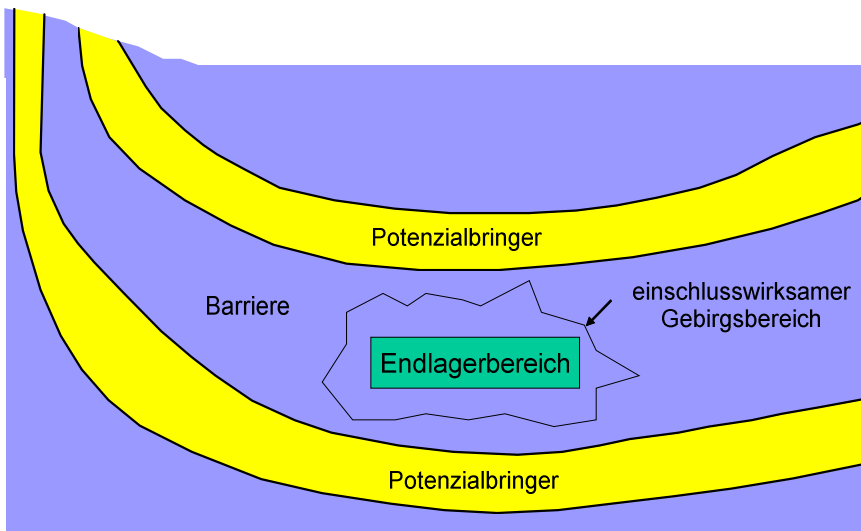 Potenzialbringer
Barriere
einschlusswirksamer
Gebirgsbereich
Endlagerbereich
Potenzialbringer